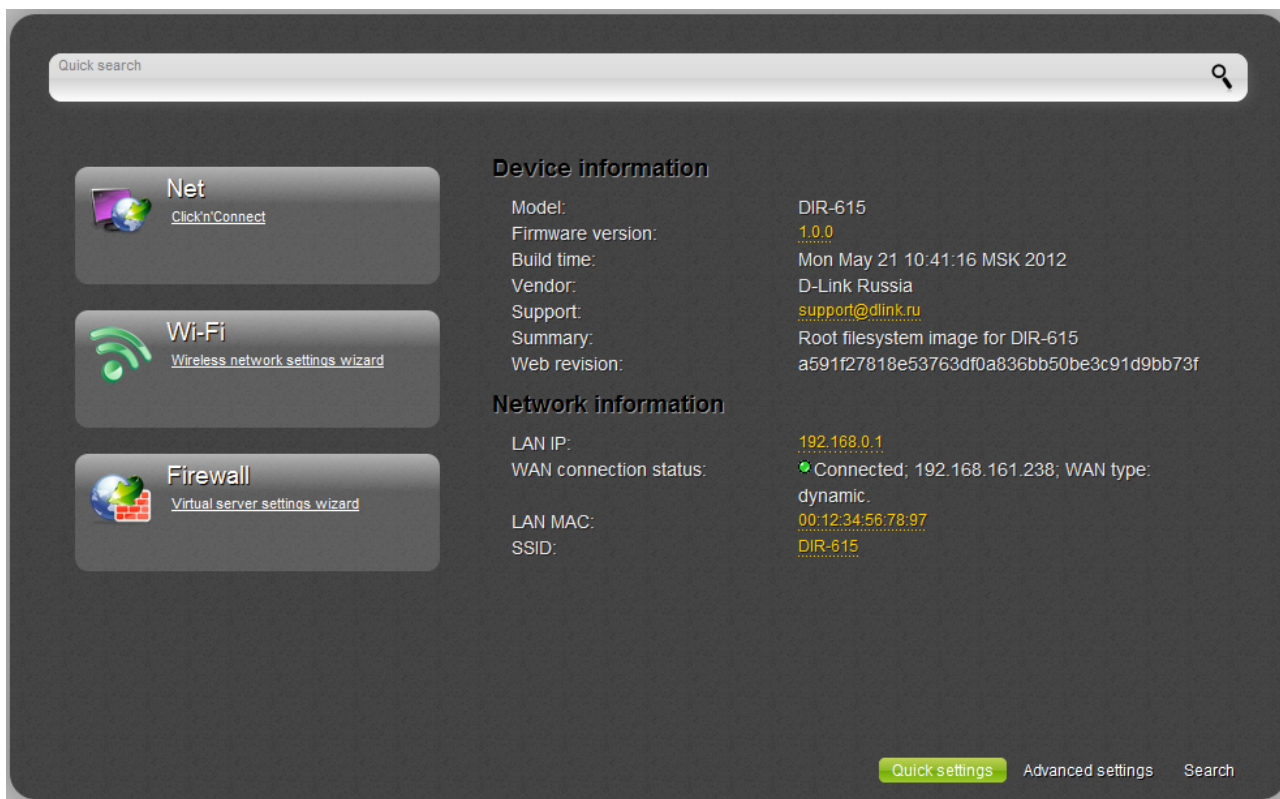 Quick search
Net
Click'n'Connect
Wi-Fi
Wireless network settings wizard
Firewall
Virtual server settings wizard
Device information
Model: DIR-615
Firmware version: 1.0.0
Build time: Mon May 21 10:41:16 MSK 2012
Vendor: D-Link Russia
Support: support@dlink.ru
Summary: Root filesystem image for DIR-615
Web revision: a591f27818e53763df0a836bb50be3c91d9bb73f
Network information
LAN IP: 192.168.0.1
WAN connection status: Connected; 192.168.161.238; WAN type:
dynamic.
LAN MAC: 00:12:34:56:78:97
SSID: DIR-615
Quick settings Advanced settings Search